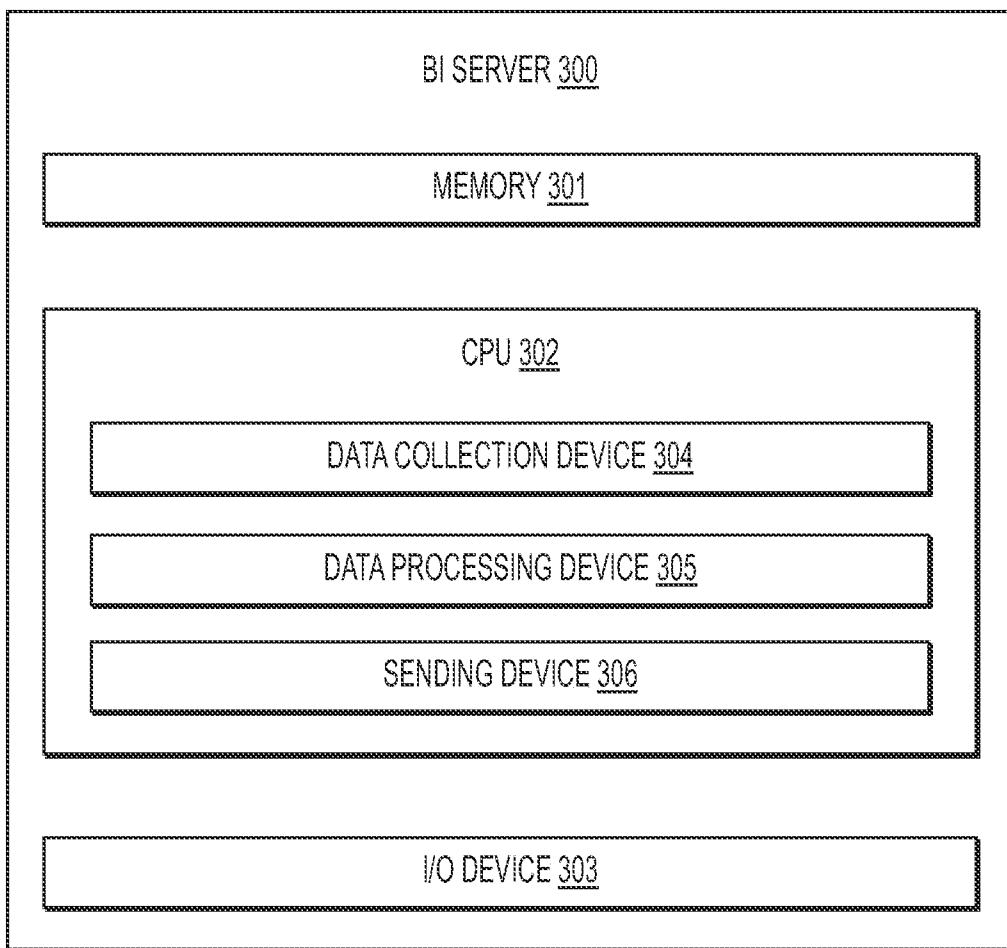 BI SERVER 300
MEMORY 301
CPU 302
DATA COLLECTION DEVICE 304
DATA PROCESSING DEVICE 305
SENDING DEVICE 306
I/O DEVICE 303